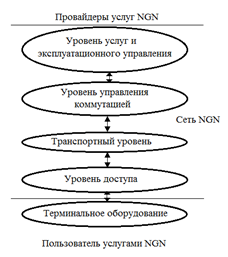 Провайдеры услуг NGN
Уровень услуг и
эксплуатационного управления
Уровень управления
коммутацией
Сеть NGN
Транспортный уровень
Уровень доступа
Терминальное оборудование
Пользователь услугами NGN